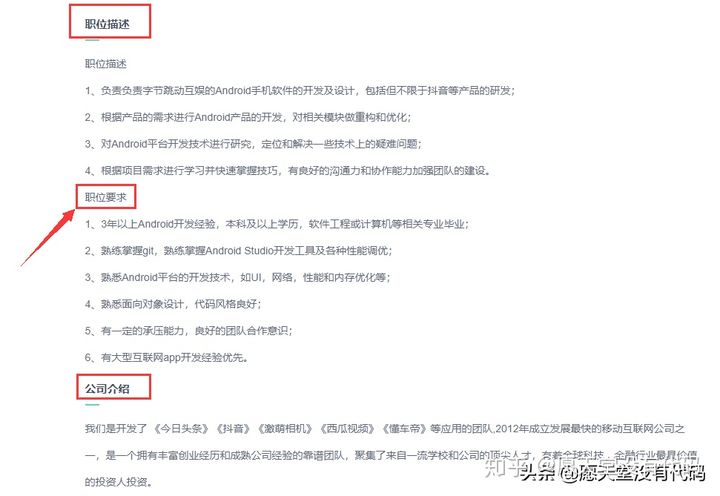 职位描述
职位描述
1、负责负责字节跳动互娱的Android手机软件的开发及设计，包括但不限于抖音等产品的研发；
2、根据产品的需求进行Android产品的开发，对相关模块做重构和优化；
3、对Android平台开发技术进行研究，定位和解决一些技术上的疑难问题；
4、根据项目需求进行学习并快速掌握技巧，有良好的沟通力和协作能力加强团队的建设。
职位要求
1、3年以上Android开发经验，本科及以上学历，软件工程或计算机等相关专业毕业；
2、熟练掌握git，熟练掌握Android Studio开发工具及各种性能调优；
3、熟悉Android平台的开发技术，如UI，网络，性能和内存优化等；
4、熟悉面向对象设计，代码风格良好；
5、有一定的承压能力，良好的团队合作意识；
6、有大型互联网app开发经验优先。
公司介绍
我们是开发了 《今日头条》《抖音》《激萌相机》《西瓜视频》《懂车帝》等应用的团队,2012年成立发展最快的移动互联网公司之
一，是一个拥有丰富创业经历和成熟公司经验的靠谱团队，聚集了来自一流学校和公司的顶尖人才，有着全球科技，金融行业最具价值
的投资人投资。
知乎
头条
没有代码